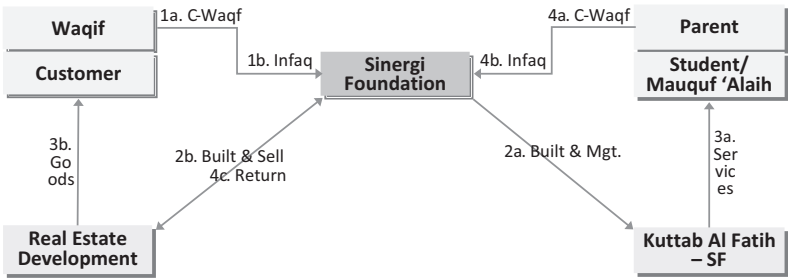 Waqif
1a. C-Waqf
4a. C-Waqf
Parent
Customer
1b. Infaq
Sinergi
Foundation
4b. Infaq
Student/
Mauquf ‘Alaih
3b.
Go
ods
2b. Built & Sell
4c. Return
2a. Built & Mgt.
3a.
Ser
vic
es
Real Estate
Development
Kuttab Al Fatih
– SF